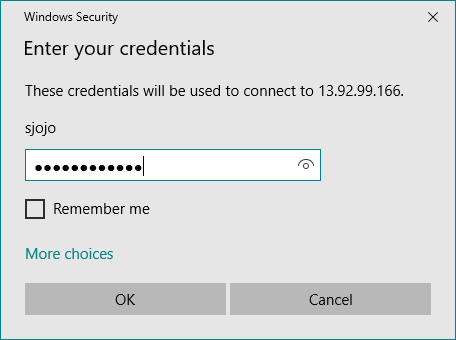 Windows Security
Enter your credentials
These credentials will be used to connect to 13.92.99.166.
sjojo
●●●●●●●●●●●●
Remember me
More choices
OK
Cancel